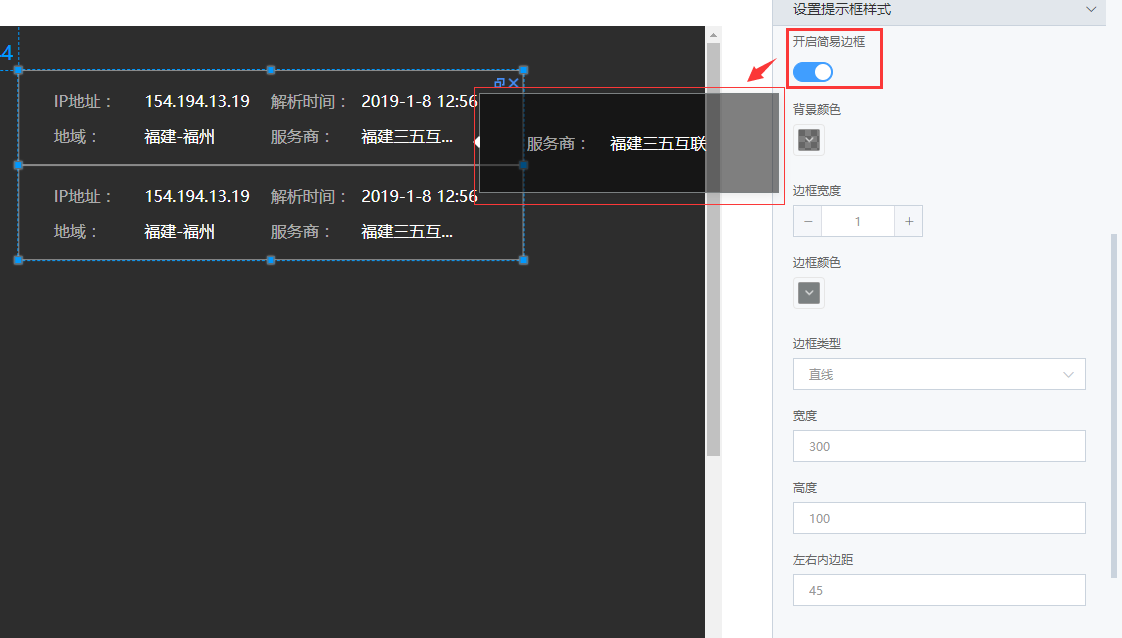 4
IP地址： 154.194.13.19 解析时间： 2019-1-8 12:56
地域： 福建-福州 服务商： 福建三五互...
服务商： 福建三五互联
IP地址： 154.194.13.19 解析时间： 2019-1-8 12:56
地域： 福建-福州 服务商： 福建三五互...
设置提示框样式
开启简易边框
背景颜色
边框宽度
− 1 +
边框颜色
边框类型
直线
宽度
300
高度
100
左右内边距
45